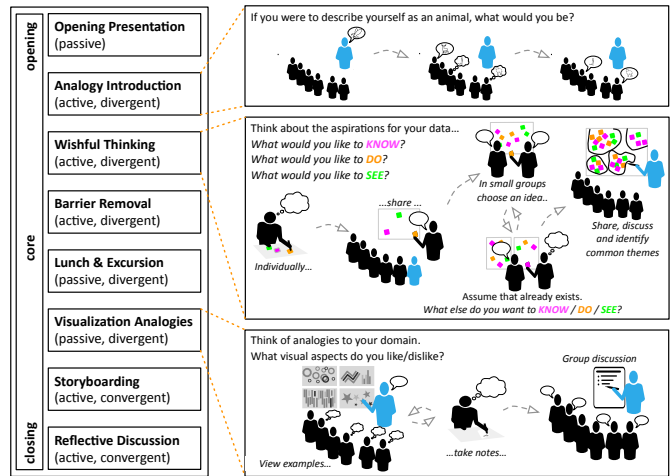 opening
core
closing
Opening Presentation
(passive)
Analogy Introduction
(active, divergent)
Wishful Thinking
(active, divergent)
Barrier Removal
(active, divergent)
Lunch & Excursion
(passive, divergent)
Visualization Analogies
(passive, divergent)
Storyboarding
(active, convergent)
Reflective Discussion
(active, convergent)
If you were to describe yourself as an animal, what would you be?
Think about the aspirations for your data...
What would you like to KNOW?
What would you like to DO?
What would you like to SEE?
Individually...
...share ...
In small groups
choose an idea..
Assume that already exists.
What else do you want to KNOW / DO / SEE?
Share, discuss
and identify
common themes
Think of analogies to your domain.
What visual aspects do you like/dislike?
View examples...
...take notes...
Group discussion